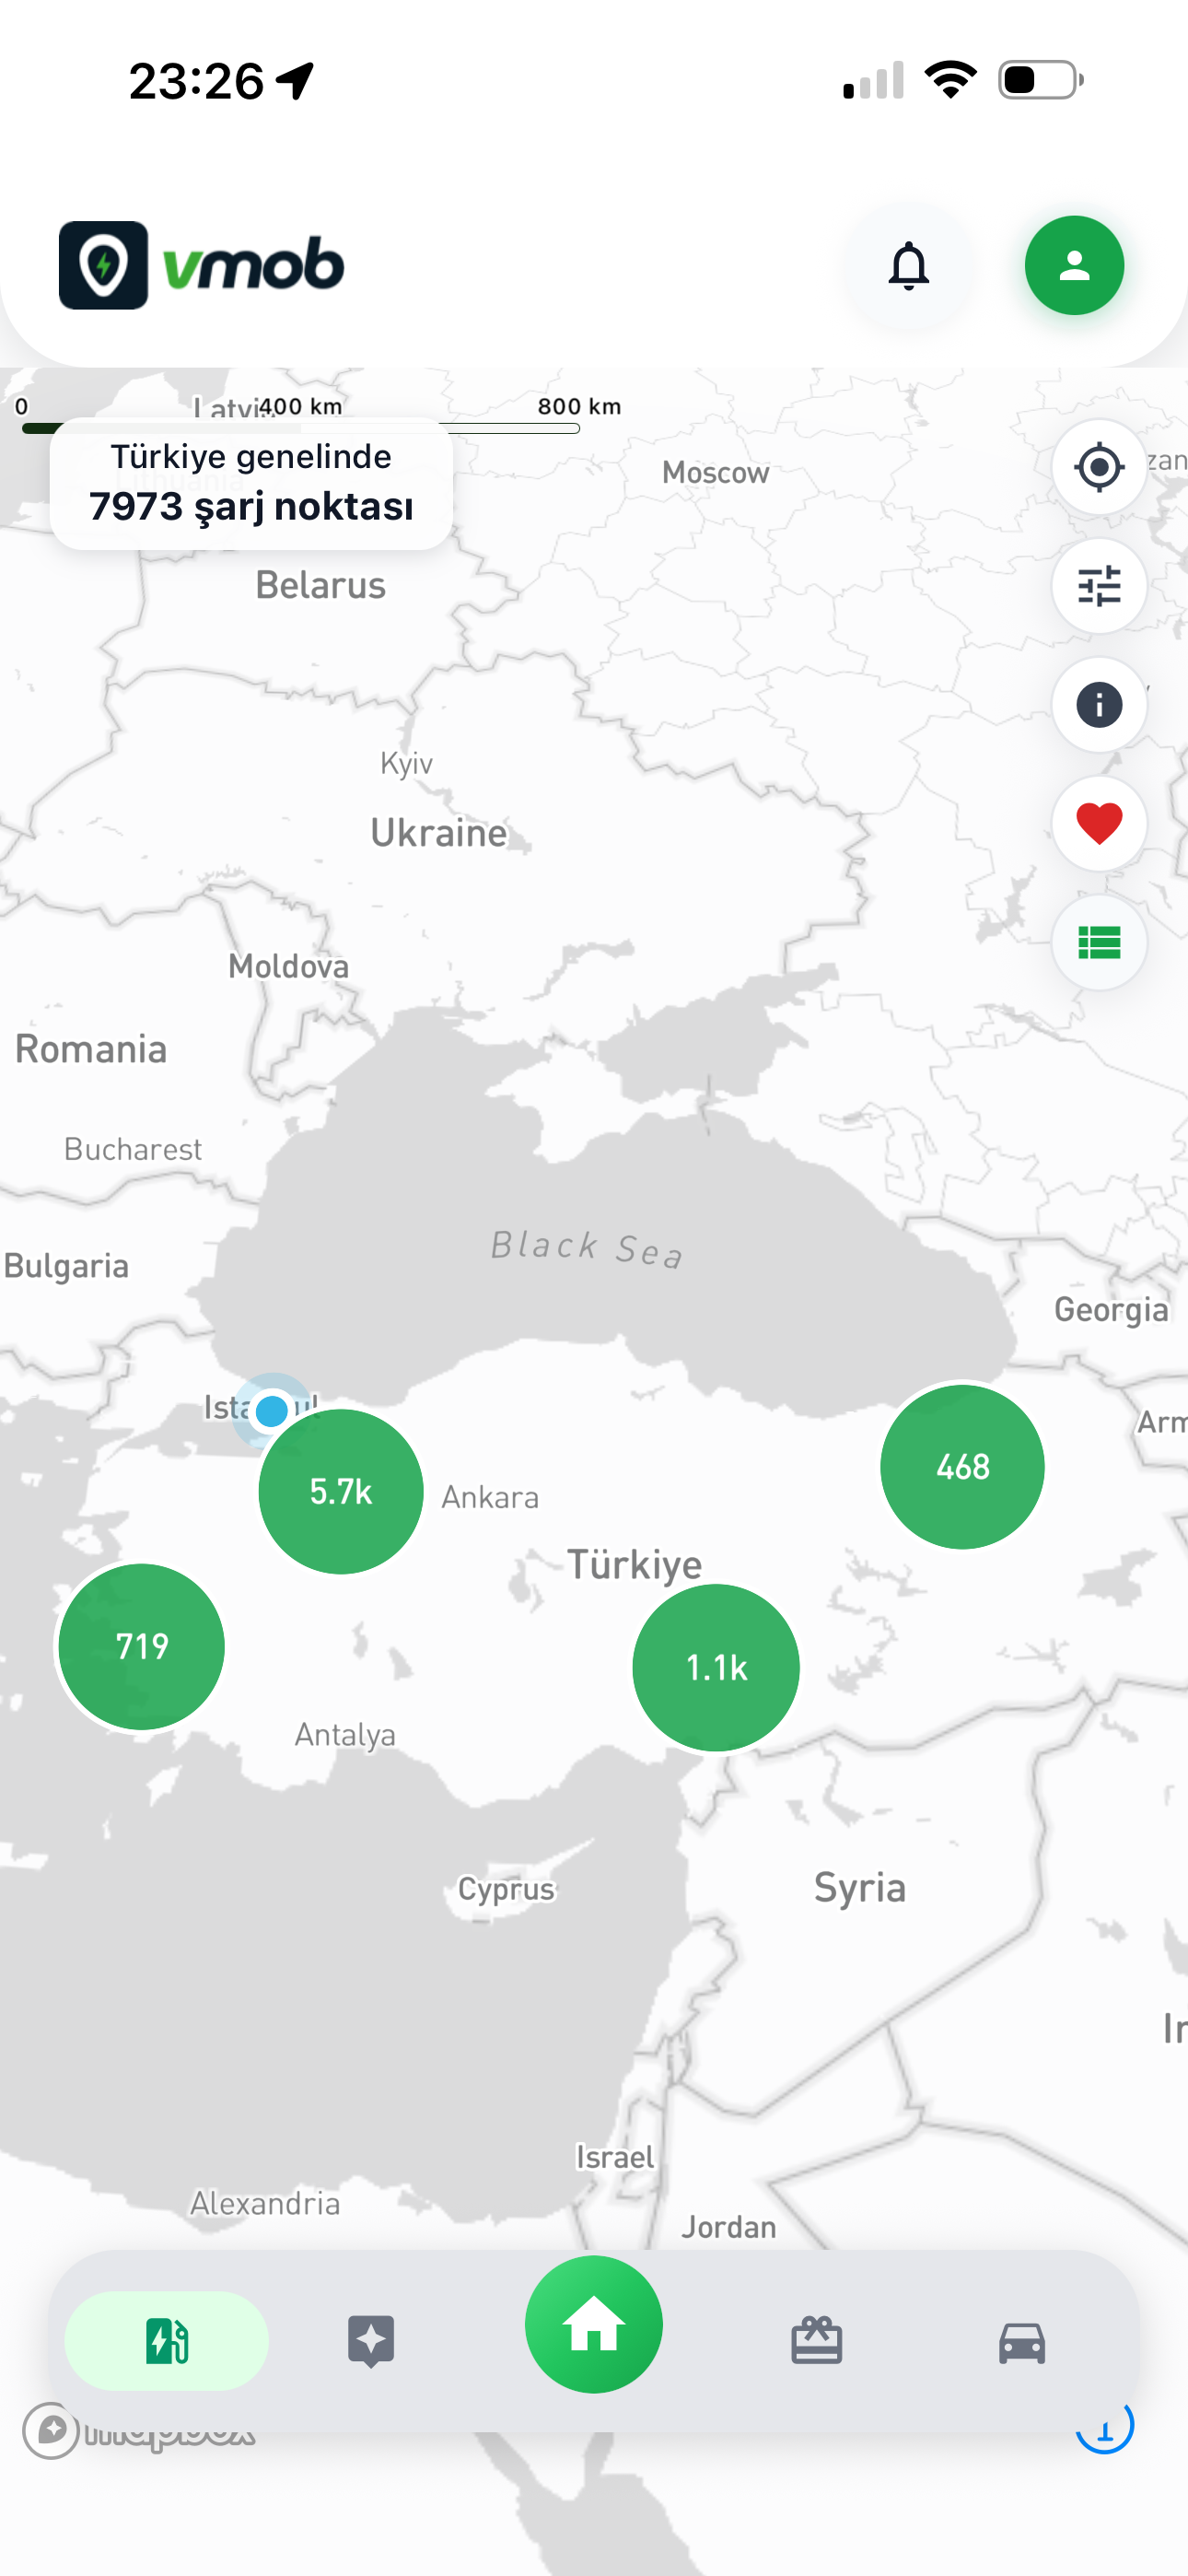 23:26
vmob
0
400 km
800 km
Türkiye genelinde
7973 şarj noktası
Moscow
Belarus
Kyiv
Ukraine
Moldova
Romania
Bucharest
Black Sea
Bulgaria
Georgia
5.7k
Ankara
468
Türkiye
719
1.1k
Antalya
Cyprus
Syria
Israel
Alexandria
Jordan
mapbox